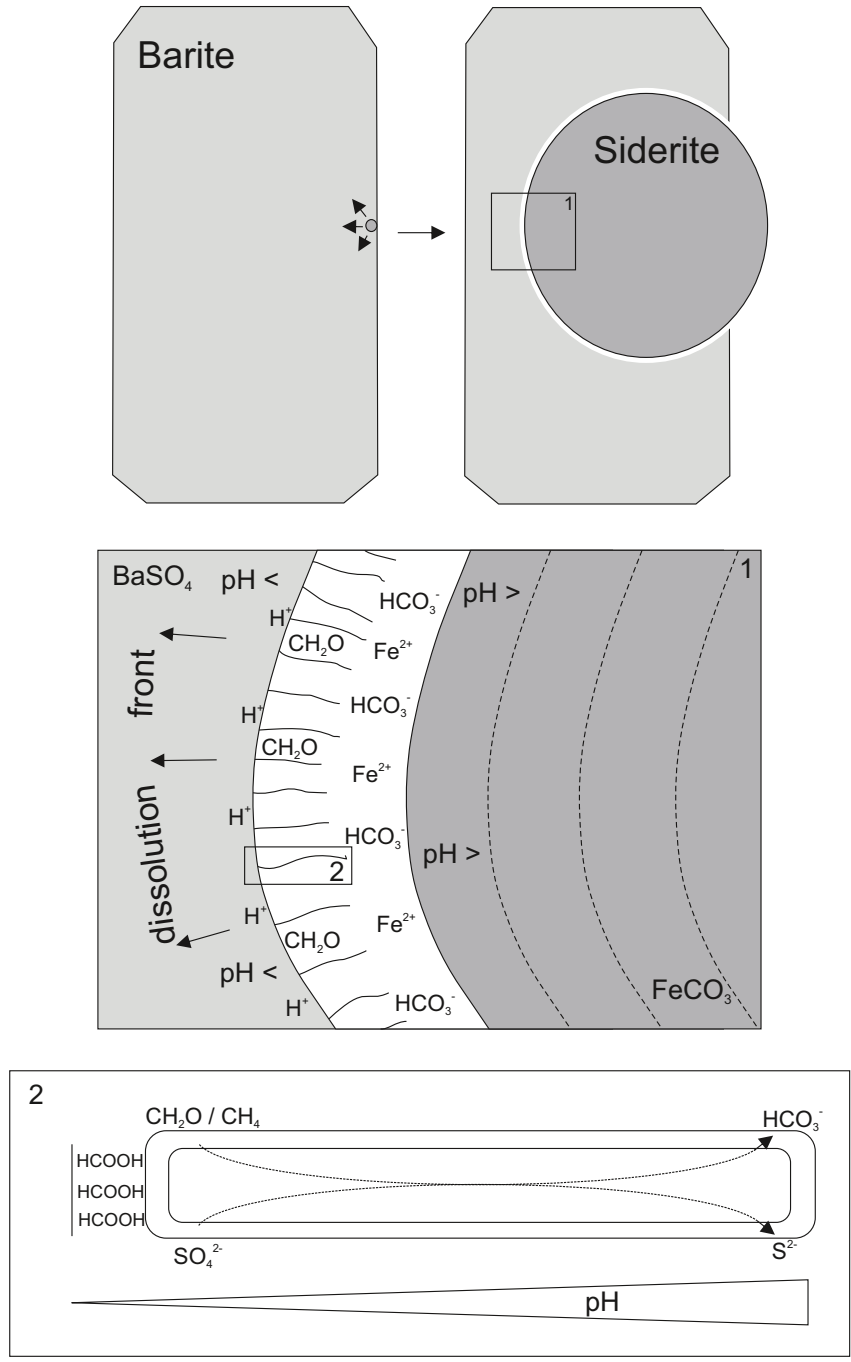 Barite
Siderite
1
BaSO₄
pH <
HCO₃⁻
pH >
1
H⁺
CH₂O
Fe²⁺
front
H⁺
HCO₃⁻
CH₂O
Fe²⁺
dissolution
H⁺
HCO₃⁻
pH >
2
H⁺
Fe²⁺
CH₂O
pH <
FeCO₃
H⁺
HCO₃⁻
2
CH₂O / CH₄
HCO₃⁻
HCOOH
HCOOH
HCOOH
SO₄²⁻
S²⁻
pH